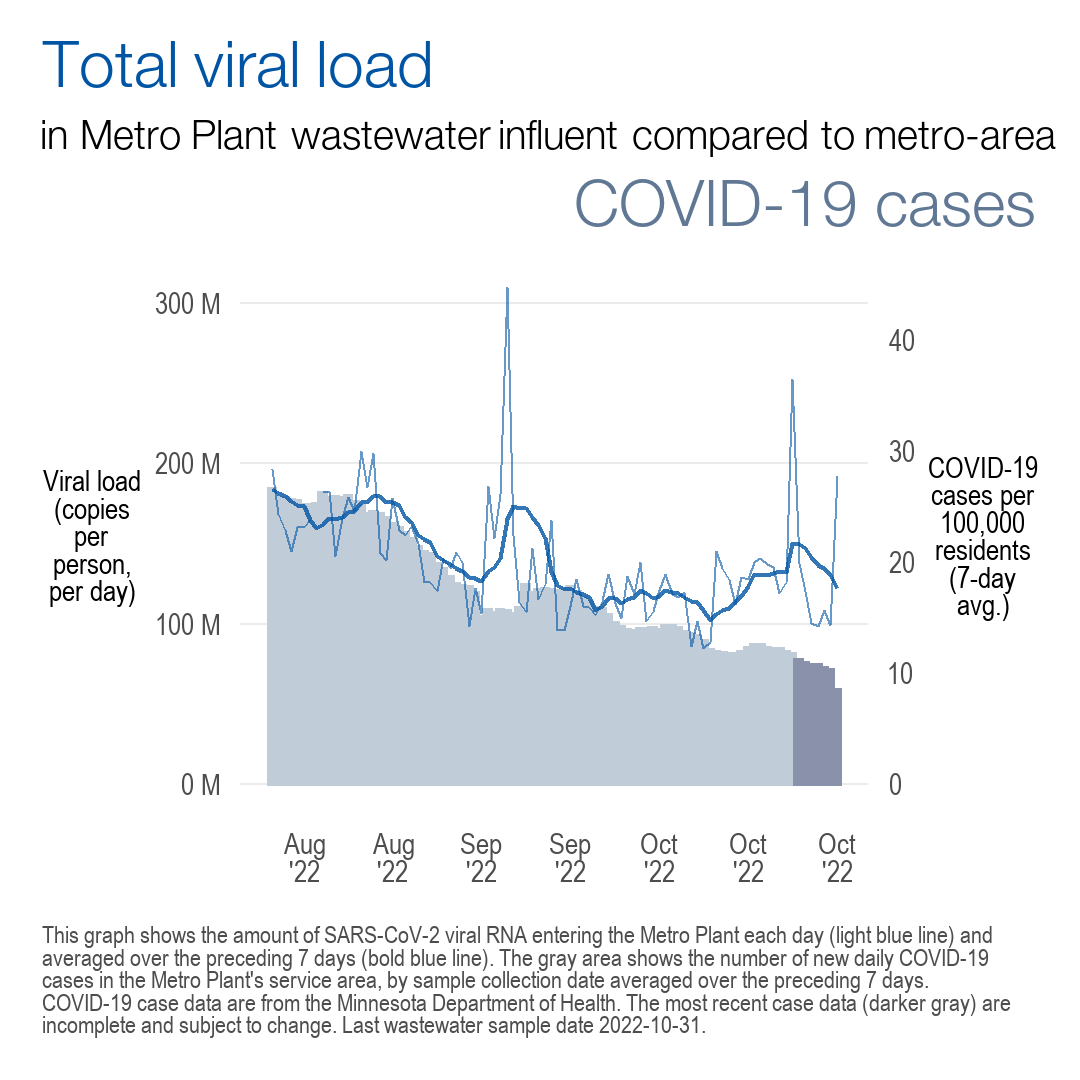 Total viral load
in Metro Plant wastewater influent compared to metro-area
COVID-19 cases
300 M
40
200 M
30
Viral load
(copies
per
person,
per day)
COVID-19
cases per
100,000
residents
(7-day
avg.)
20
100 M
10
0 M
0
Aug
'22
Aug
'22
Sep
'22
Sep
'22
Oct
'22
Oct
'22
Oct
'22
This graph shows the amount of SARS-CoV-2 viral RNA entering the Metro Plant each day (light blue line) and
averaged over the preceding 7 days (bold blue line). The gray area shows the number of new daily COVID-19
cases in the Metro Plant's service area, by sample collection date averaged over the preceding 7 days.
COVID-19 case data are from the Minnesota Department of Health. The most recent case data (darker gray) are
incomplete and subject to change. Last wastewater sample date 2022-10-31.